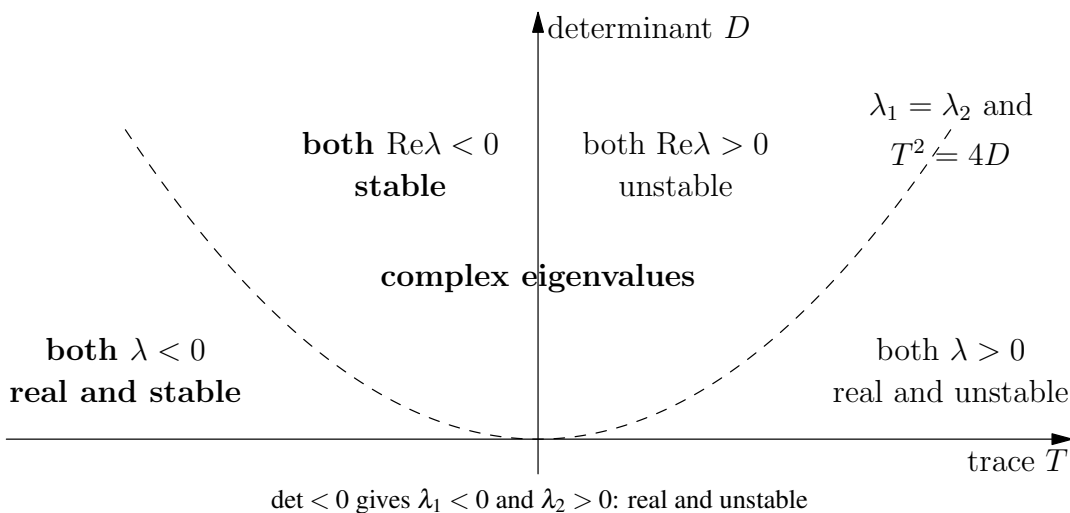 determinant D
λ₁ = λ₂ and
T² = 4D
both Reλ < 0
stable
both Reλ > 0
unstable
complex eigenvalues
both λ < 0
real and stable
both λ > 0
real and unstable
trace T
det < 0 gives λ₁ < 0 and λ₂ > 0: real and unstable